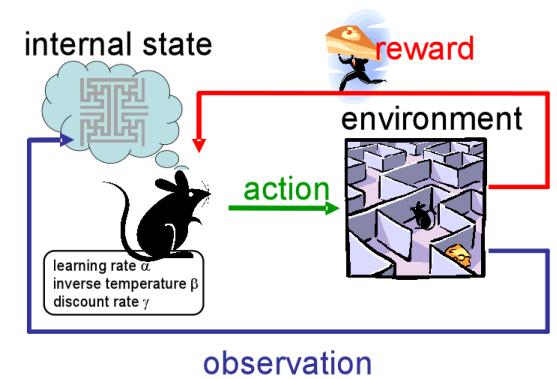 internal state
reward
environment
action
learning rate α
inverse temperature β
discount rate γ
observation